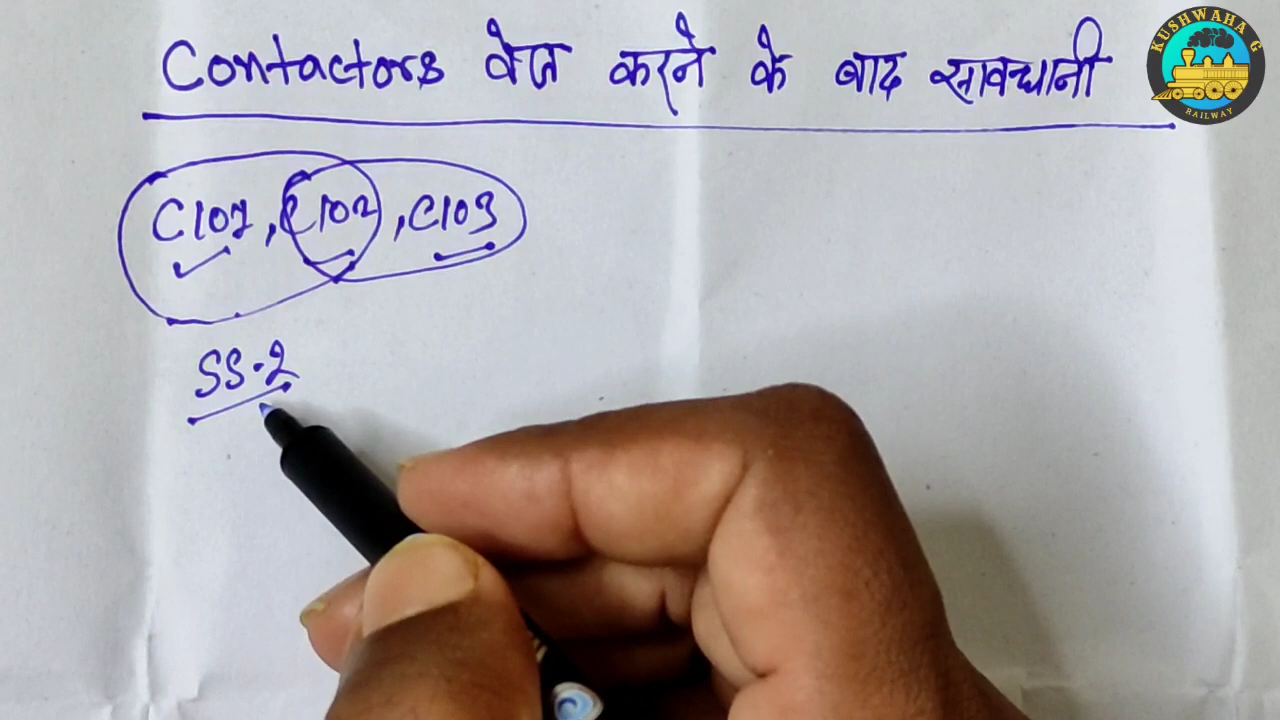 Contactors वेज करने के बाद सावधानी
C107, C102, C103
SS-2
KUSHWAHA G
RAILWAY